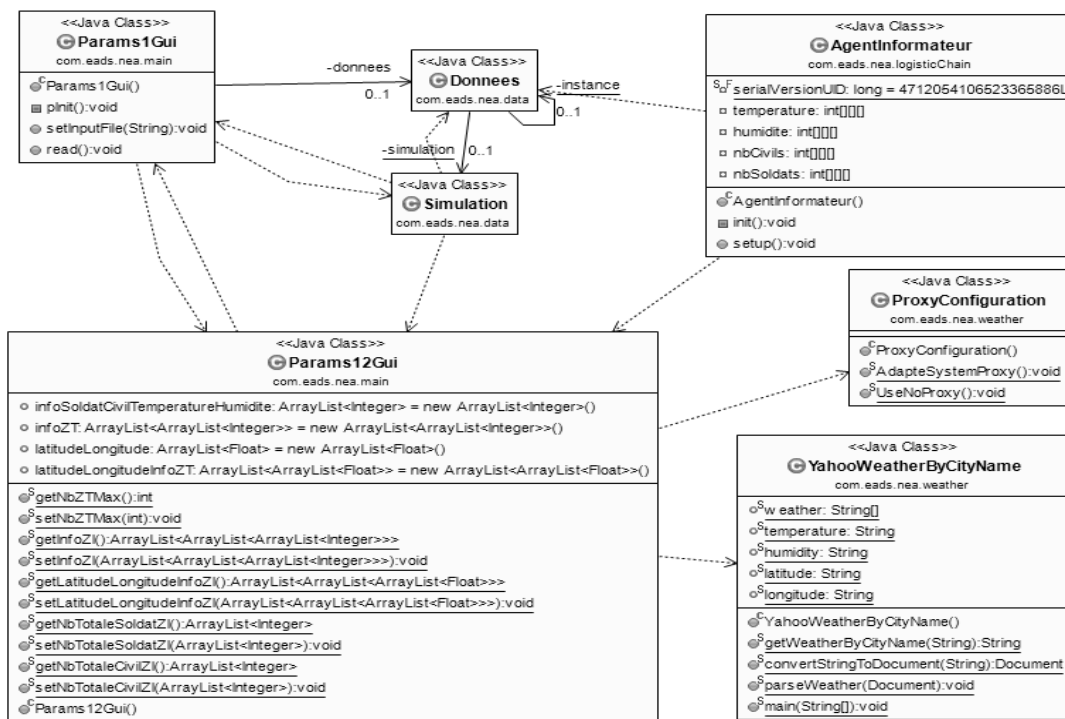 <<Java Class>>
Params1Gui
com.eads.nea.main
Params1Gui()
pInit():void
setInputFile(String):void
read():void
-donnees
0..1
<<Java Class>>
Donnees
com.eads.nea.data
-instance
0..1
-simulation
0..1
<<Java Class>>
Simulation
com.eads.nea.data
<<Java Class>>
AgentInformateur
com.eads.nea.logisticChain
serialVersionUID: long = 4712054106523365886L
temperature: int[][][]
humidite: int[][][]
nbCivils: int[][][]
nbSoldats: int[][][]
AgentInformateur()
init():void
setup():void
<<Java Class>>
ProxyConfiguration
com.eads.nea.weather
ProxyConfiguration()
AdapteSystemProxy():void
UseNoProxy():void
<<Java Class>>
Params12Gui
com.eads.nea.main
infoSoldatCivilTemperatureHumidite: ArrayList<Integer> = new ArrayList<Integer>()
infoZT: ArrayList<ArrayList<Integer>> = new ArrayList<ArrayList<Integer>>()
latitudeLongitude: ArrayList<Float> = new ArrayList<Float>()
latitudeLongitudeInfoZT: ArrayList<ArrayList<Float>> = new ArrayList<ArrayList<Float>>()
getNbZTMax():int
setNbZTMax(int):void
getInfoZI():ArrayList<ArrayList<ArrayList<Integer>>>
setInfoZI(ArrayList<ArrayList<ArrayList<Integer>>>):void
getLatitudeLongitudeInfoZI():ArrayList<ArrayList<ArrayList<Float>>>
setLatitudeLongitudeInfoZI(ArrayList<ArrayList<ArrayList<Float>>>):void
getNbTotaleSoldatZI():ArrayList<Integer>
setNbTotaleSoldatZI(ArrayList<Integer>):void
getNbTotaleCivilZI():ArrayList<Integer>
setNbTotaleCivilZI(ArrayList<Integer>):void
Params12Gui()
<<Java Class>>
YahooWeatherByCityName
com.eads.nea.weather
weather: String[]
temperature: String
humidity: String
latitude: String
longitude: String
YahooWeatherByCityName()
getWeatherByCityName(String):String
convertStringToDocument(String):Document
parseWeather(Document):void
main(String[]):void